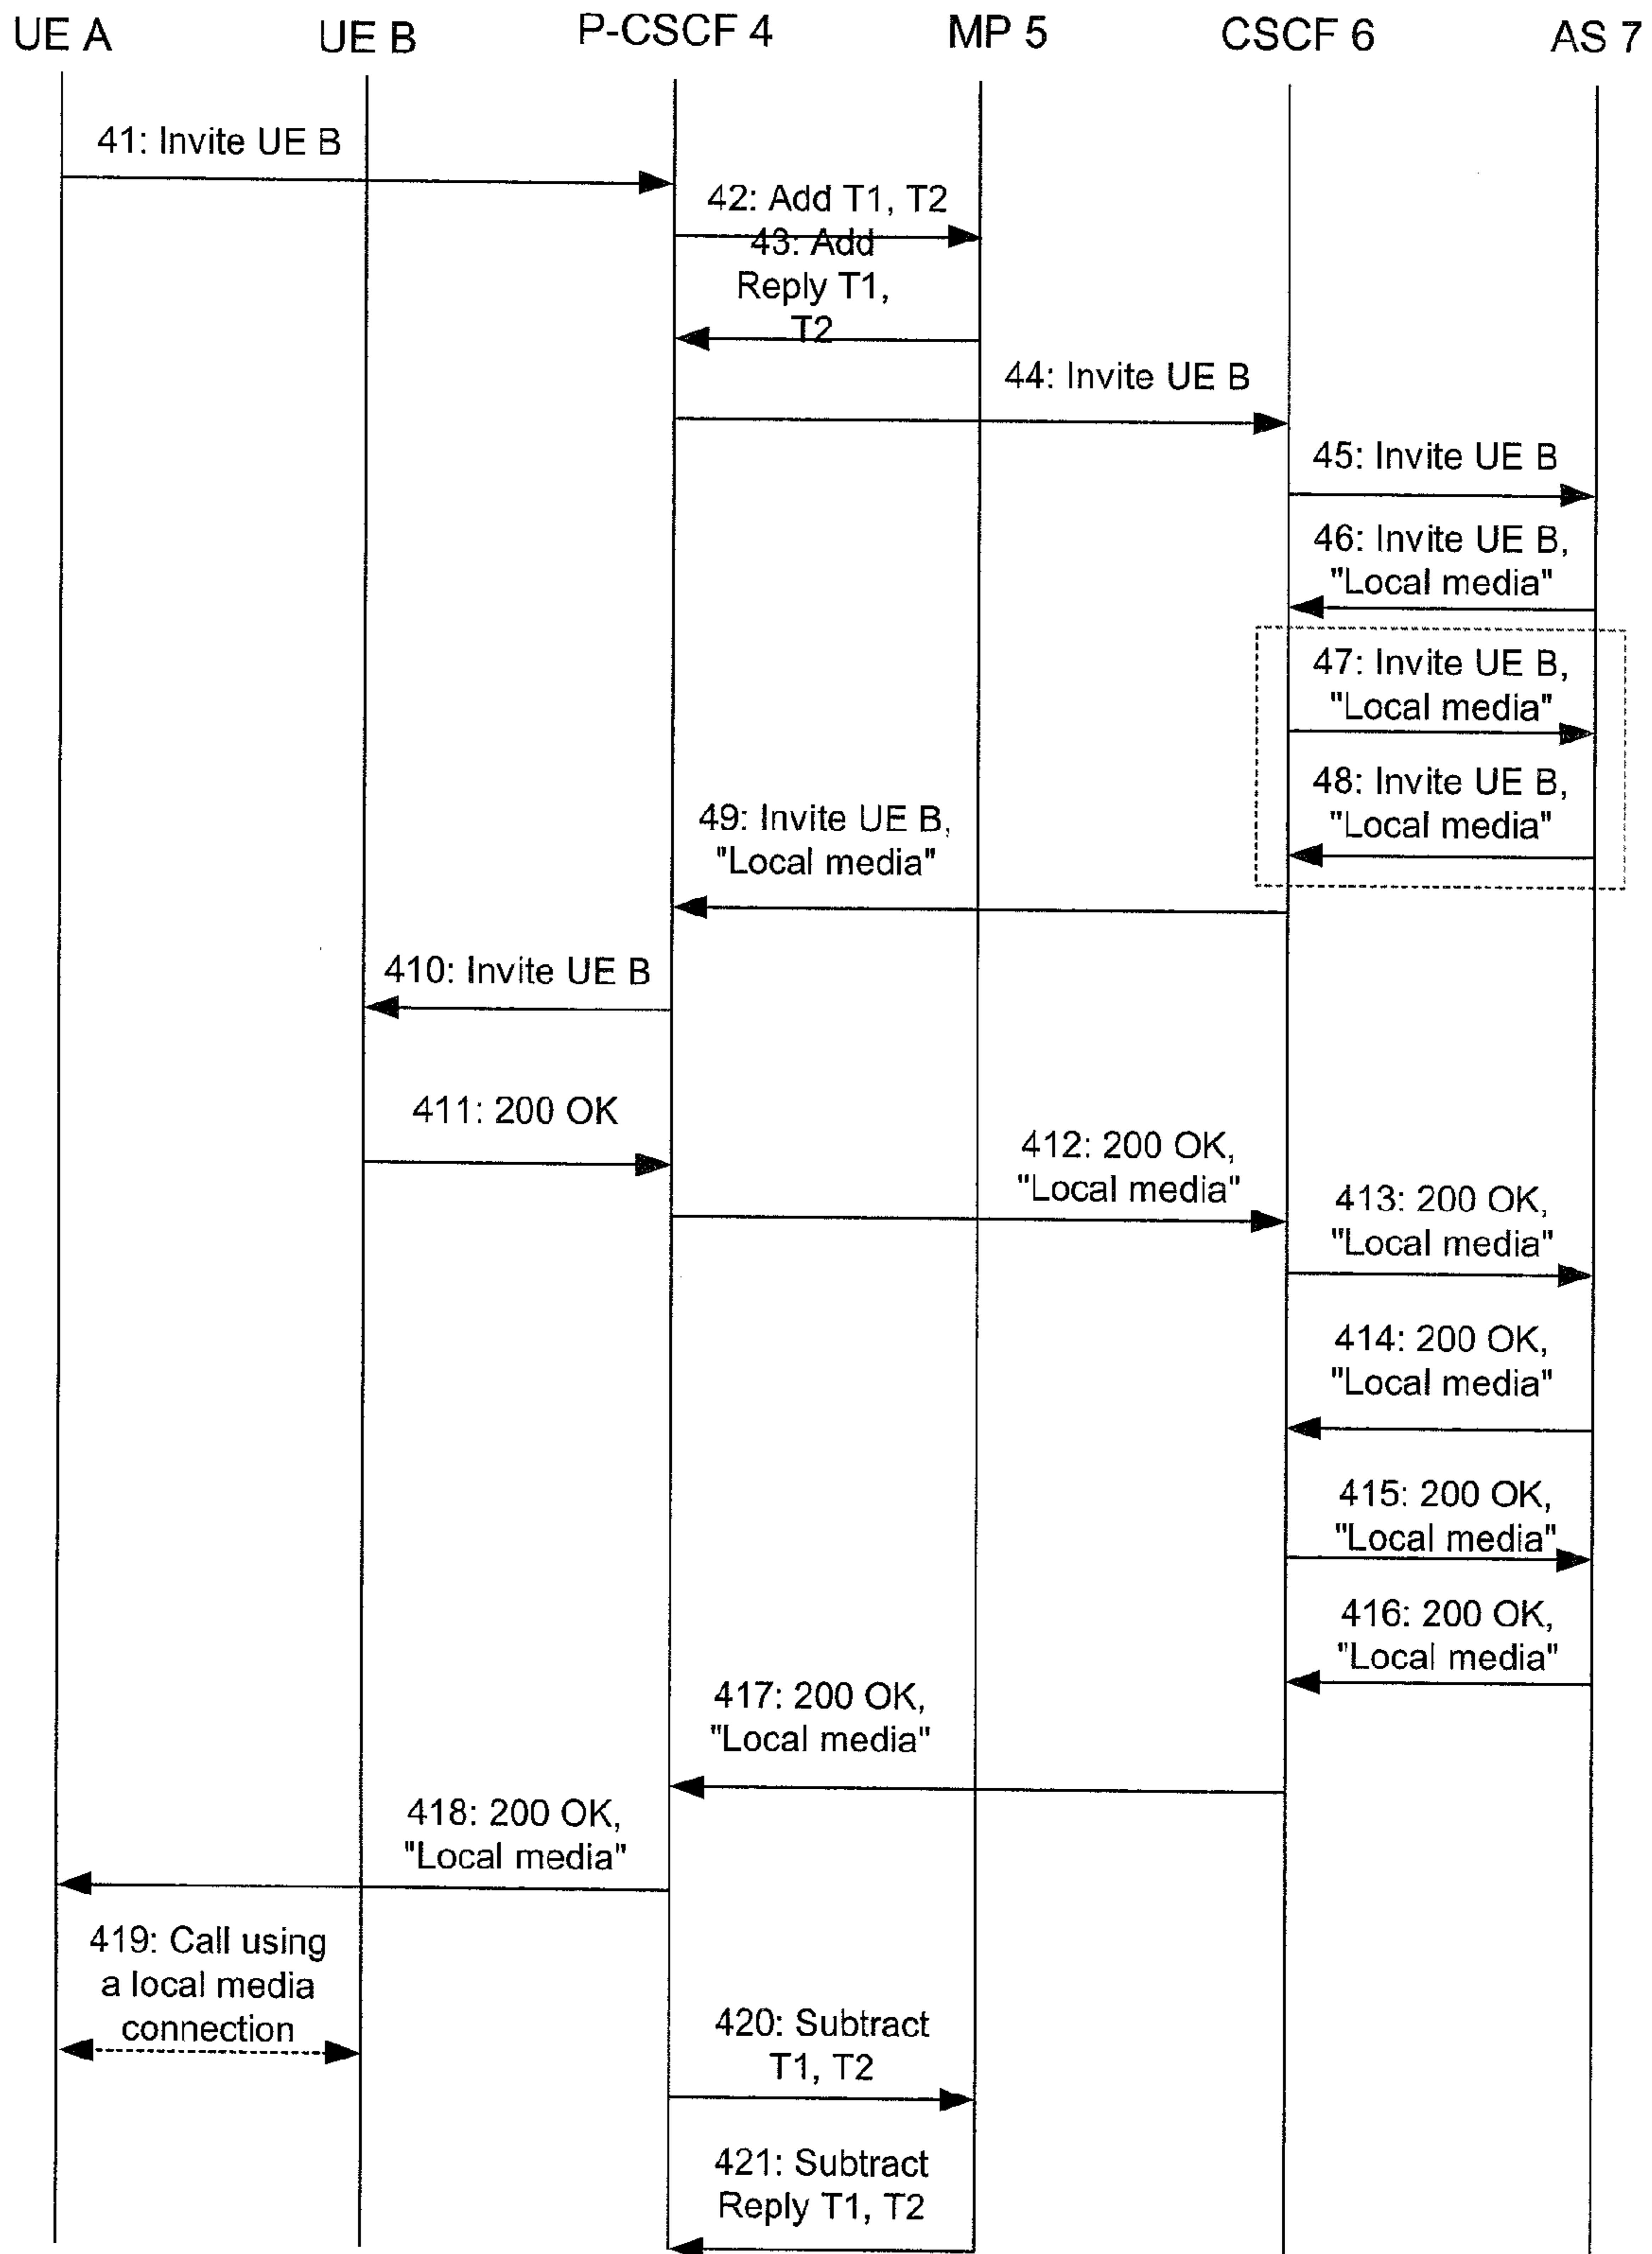 UE A
UE B
P-CSCF 4
MP 5
CSCF 6
AS 7
41: Invite UE B
42: Add T1, T2
43: Add
Reply T1,
T2
44: Invite UE B
45: Invite UE B
46: Invite UE B,
"Local media"
47: Invite UE B,
"Local media"
48: Invite UE B,
"Local media"
49: Invite UE B,
"Local media"
410: Invite UE B
411: 200 OK
412: 200 OK,
"Local media"
413: 200 OK,
"Local media"
414: 200 OK,
"Local media"
415: 200 OK,
"Local media"
416: 200 OK,
"Local media"
417: 200 OK,
"Local media"
418: 200 OK,
"Local media"
419: Call using
a local media
connection
420: Subtract
T1, T2
421: Subtract
Reply T1, T2